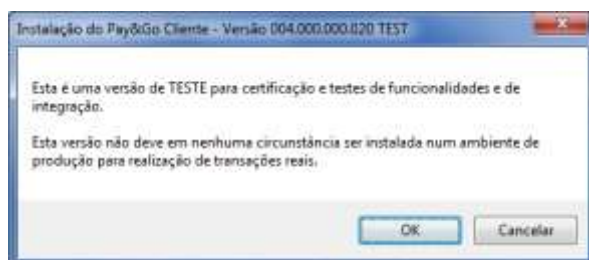 Instalação do Pay&Go Cliente - Versão 004.000.000.020 TEST
Esta é uma versão de TESTE para certificação e testes de funcionalidades e de
integração.
Esta versão não deve em nenhuma circunstância ser instalada num ambiente de
produção para realização de transações reais.
OK
Cancelar